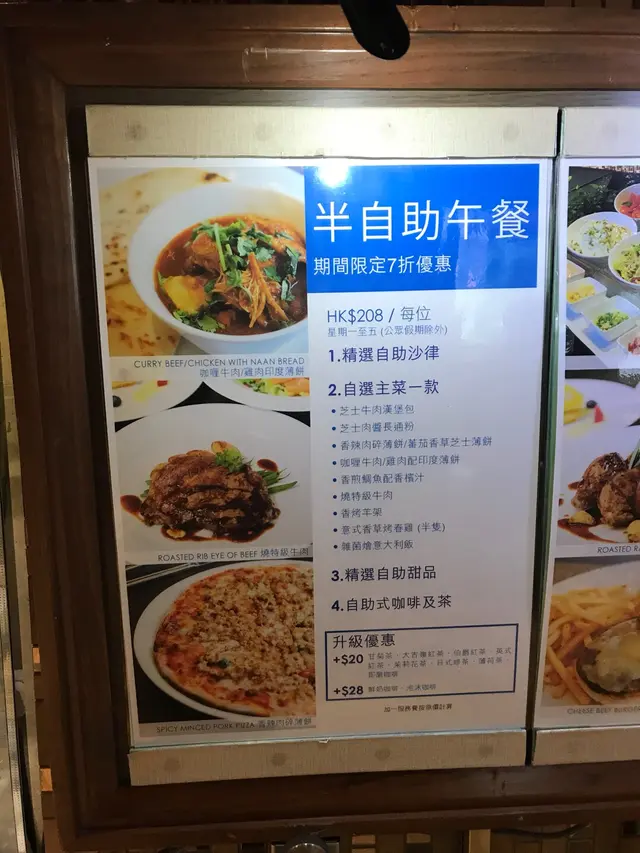 半自助午餐
期間限定7折優惠
HK$208 / 每位
星期一至五 (公眾假期除外)
1.精選自助沙律
2.自選主菜一款
• 芝士牛肉漢堡包
• 芝士肉醬長通粉
• 香辣肉碎薄餅/蕃茄香草芝士薄餅
• 咖喱牛肉/雞肉配印度薄餅
• 香煎鯛魚配香檳汁
• 燒特級牛肉
• 香烤羊架
• 意式香草烤春雞 (半隻)
• 雜菌燴意大利飯
3.精選自助甜品
4.自助式咖啡及茶
升級優惠
+$20
+$28
CURRY BEEF/CHICKEN WITH NAAN BREAD
咖喱牛肉/雞肉印度薄餅
ROASTED RIB EYE OF BEEF 燒特級牛肉
SPICY MINCED PORK PIZZA 香辣肉碎薄餅
CHEESE BEEF BURGER